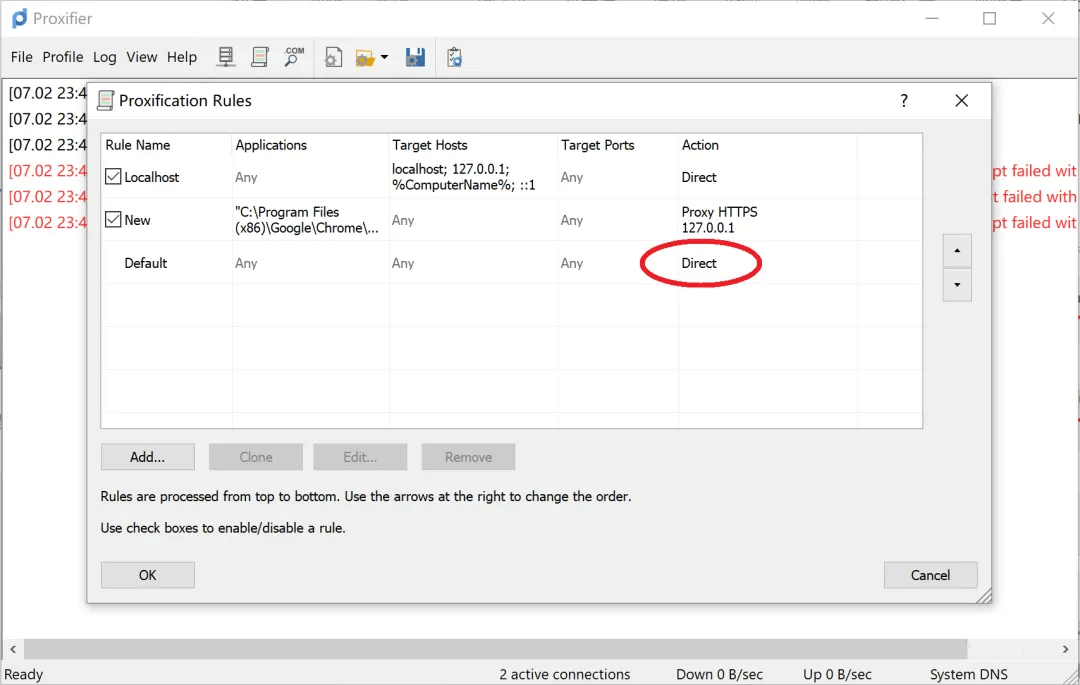 Proxifier
File Profile Log View Help
.COM
[07.02 23:4
[07.02 23:4
[07.02 23:4
[07.02 23:4
[07.02 23:4
[07.02 23:4
pt failed wit
t failed with
pt failed wit
Proxification Rules
?
Rule Name Applications Target Hosts Target Ports Action
Localhost Any localhost; 127.0.0.1; Any Direct
%ComputerName%; ::1
New "C:\Program Files Any Any Proxy HTTPS
(x86)\Google\Chrome\... 127.0.0.1
Default Any Any Any Direct
Add... Clone Edit... Remove
Rules are processed from top to bottom. Use the arrows at the right to change the order.
Use check boxes to enable/disable a rule.
OK Cancel
Ready 2 active connections Down 0 B/sec Up 0 B/sec System DNS